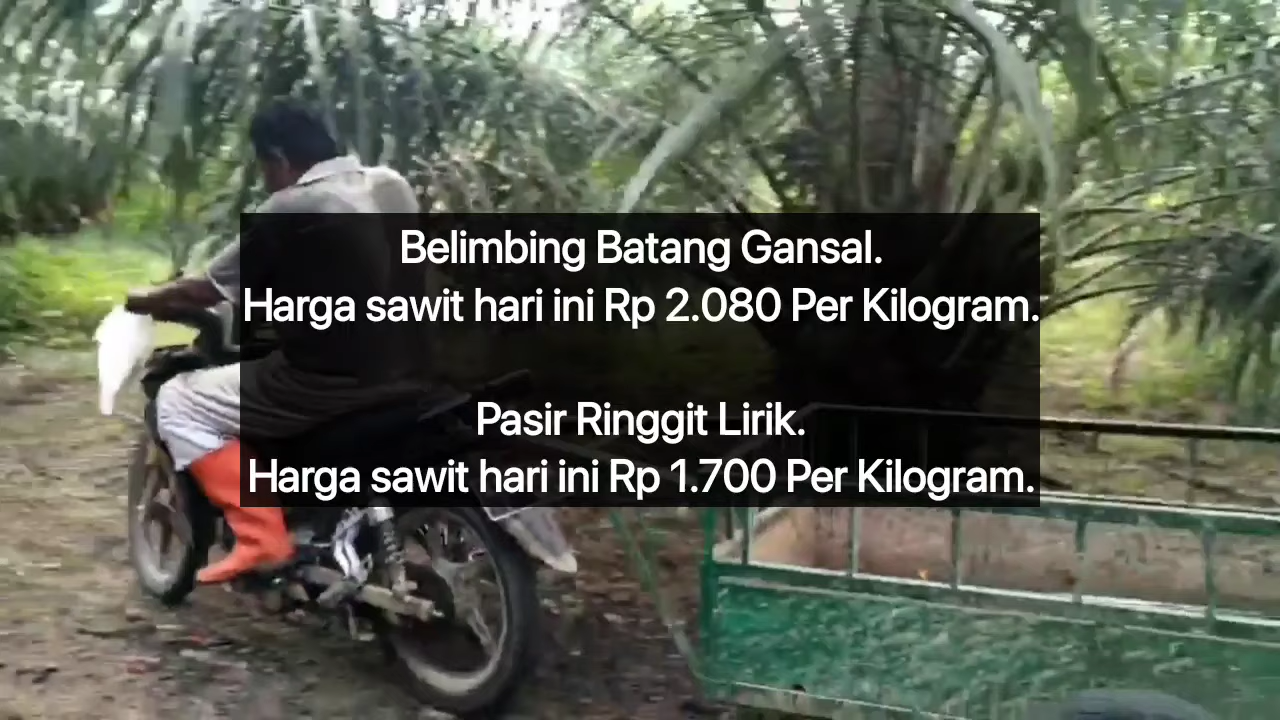 Belimbing Batang Gansal.
Harga sawit hari ini Rp 2.080 Per Kilogram.
Pasir Ringgit Lirik.
Harga sawit hari ini Rp 1.700 Per Kilogram.